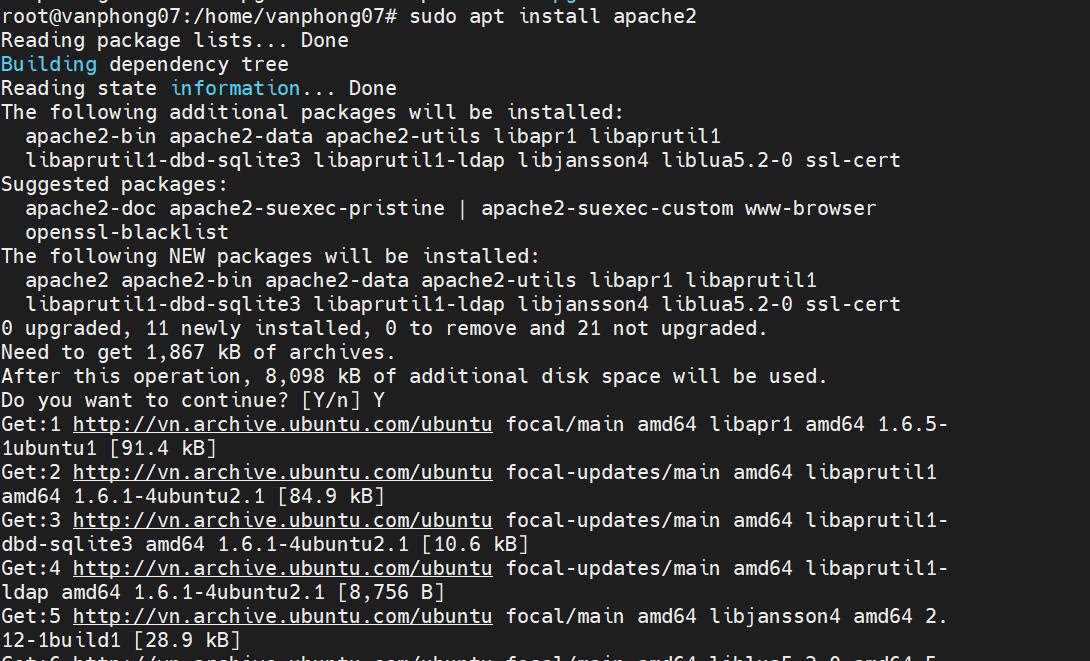 root@vanphong07:/home/vanphong07# sudo apt install apache2
Reading package lists... Done
Building dependency tree
Reading state information... Done
The following additional packages will be installed:
  apache2-bin apache2-data apache2-utils libapr1 libaprutil1
  libaprutil1-dbd-sqlite3 libaprutil1-ldap libjansson4 liblua5.2-0 ssl-cert
Suggested packages:
  apache2-doc apache2-suexec-pristine | apache2-suexec-custom www-browser
  openssl-blacklist
The following NEW packages will be installed:
  apache2 apache2-bin apache2-data apache2-utils libapr1 libaprutil1
  libaprutil1-dbd-sqlite3 libaprutil1-ldap libjansson4 liblua5.2-0 ssl-cert
0 upgraded, 11 newly installed, 0 to remove and 21 not upgraded.
Need to get 1,867 kB of archives.
After this operation, 8,098 kB of additional disk space will be used.
Do you want to continue? [Y/n] Y
Get:1 http://vn.archive.ubuntu.com/ubuntu focal/main amd64 libapr1 amd64 1.6.5-
1ubuntu1 [91.4 kB]
Get:2 http://vn.archive.ubuntu.com/ubuntu focal-updates/main amd64 libaprutil1
amd64 1.6.1-4ubuntu2.1 [84.9 kB]
Get:3 http://vn.archive.ubuntu.com/ubuntu focal-updates/main amd64 libaprutil1-
dbd-sqlite3 amd64 1.6.1-4ubuntu2.1 [10.6 kB]
Get:4 http://vn.archive.ubuntu.com/ubuntu focal-updates/main amd64 libaprutil1-
ldap amd64 1.6.1-4ubuntu2.1 [8,756 B]
Get:5 http://vn.archive.ubuntu.com/ubuntu focal/main amd64 libjansson4 amd64 2.
12-1build1 [28.9 kB]